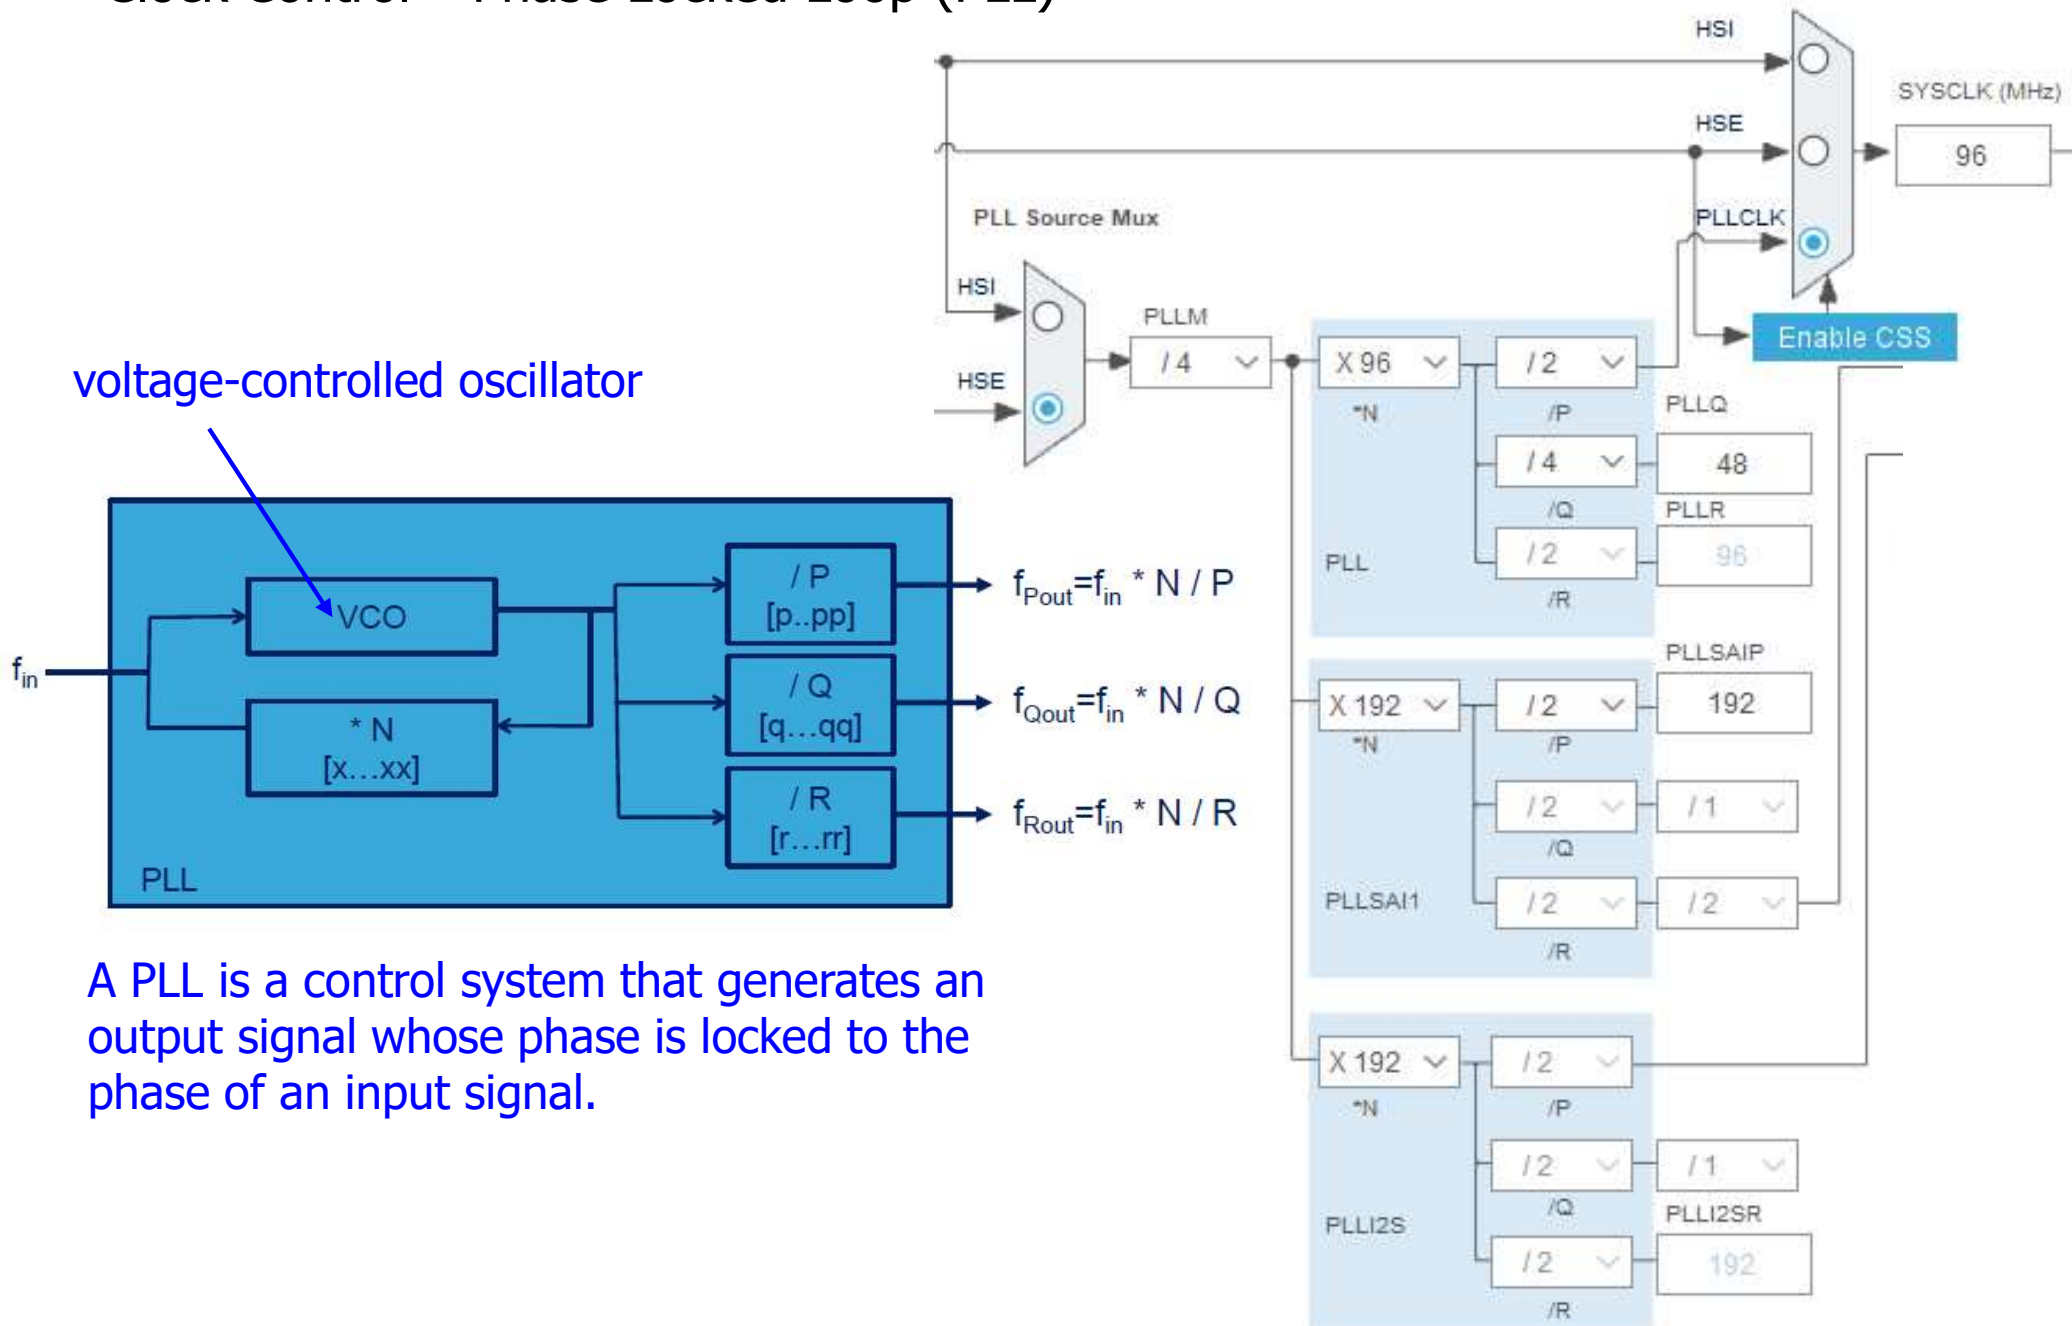 Clock Control – Phase Locked Loop (PLL)
HSI
SYSCLK (MHz)
HSE
96
PLL Source Mux
PLLCLK
HSI
PLLM
Enable CSS
/ 4
X 96
/ 2
HSE
*N
/P
PLLQ
/ 4
48
/Q
PLLR
PLL
/ 2
96
/R
voltage-controlled oscillator
VCO
/ P
[p..pp]
fPout=fin * N / P
fin
* N
[x...xx]
/ Q
[q...qq]
fQout=fin * N / Q
/ R
[r...rr]
fRout=fin * N / R
PLL
PLLSAIP
X 192
/ 2
192
*N
/P
/ 2
/ 1
/Q
PLLSAI1
/ 2
/ 2
/R
A PLL is a control system that generates an
output signal whose phase is locked to the
phase of an input signal.
X 192
/ 2
*N
/P
/ 2
/ 1
/Q
PLLI2S
PLLI2SR
/ 2
192
/R